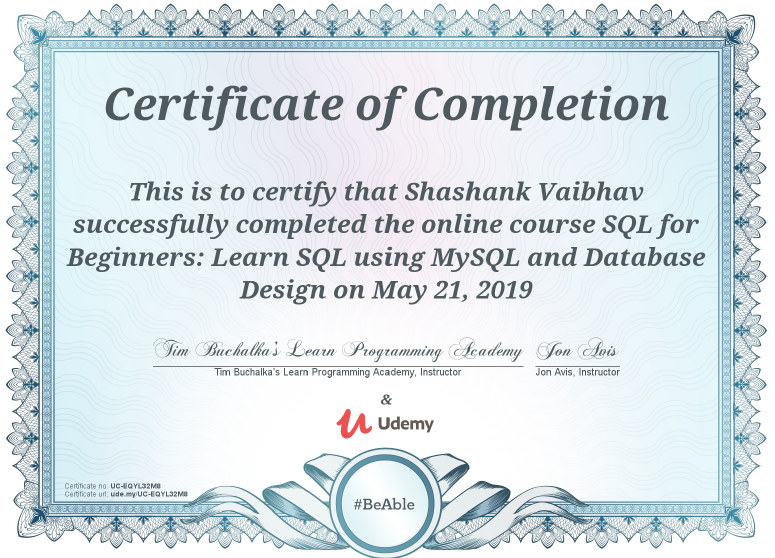 Certificate of Completion
This is to certify that Shashank Vaibhav
successfully completed the online course SQL for
Beginners: Learn SQL using MySQL and Database
Design on May 21, 2019
Tim Buchalka's Learn Programming Academy Jon Avis
Tim Buchalka's Learn Programming Academy, Instructor Jon Avis, Instructor
&
Udemy
#BeAble
Certificate no: UC-EQYL32M8
Certificate url: ude.my/UC-EQYL32M8